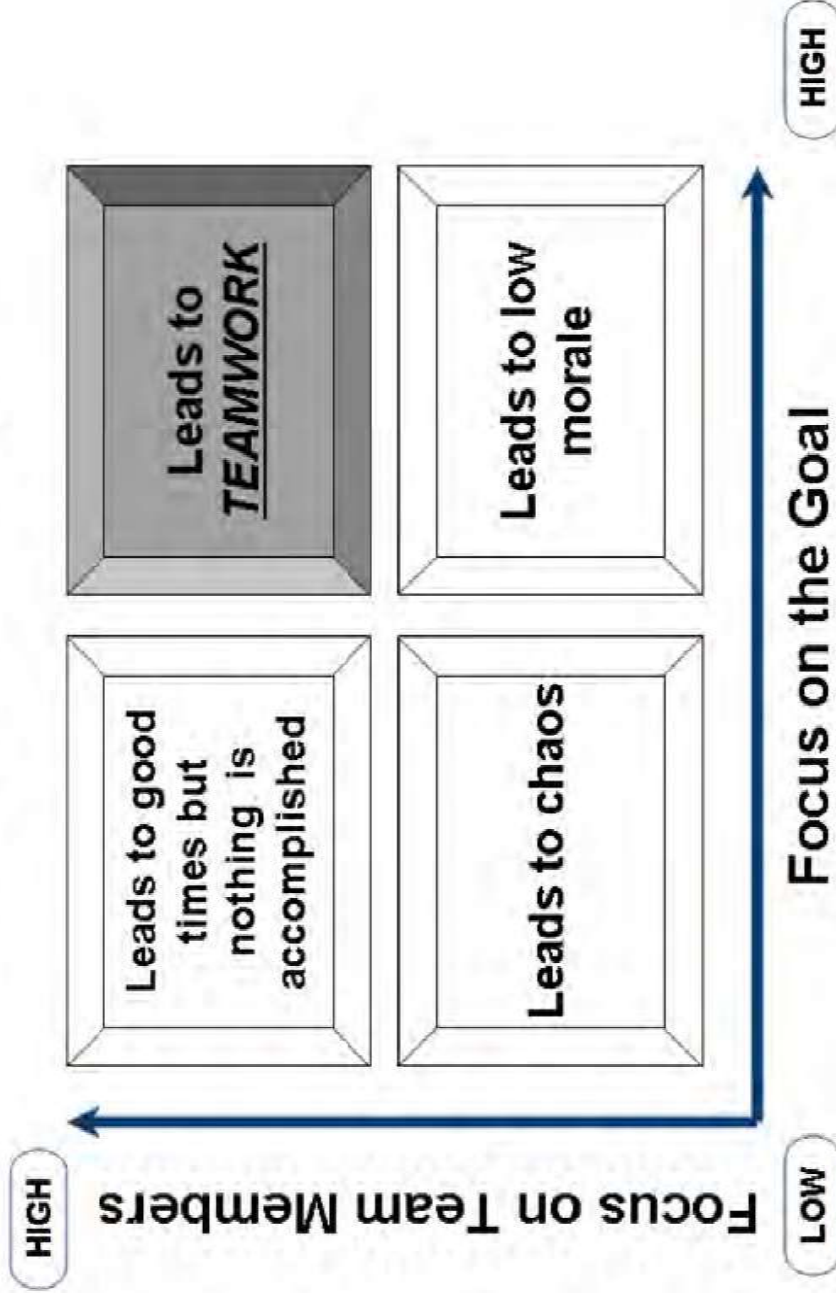 HIGH
Focus on Team Members
Leads to good
times but
nothing is
accomplished
Leads to
TEAMWORK
Leads to chaos
Leads to low
morale
LOW
Focus on the Goal
HIGH